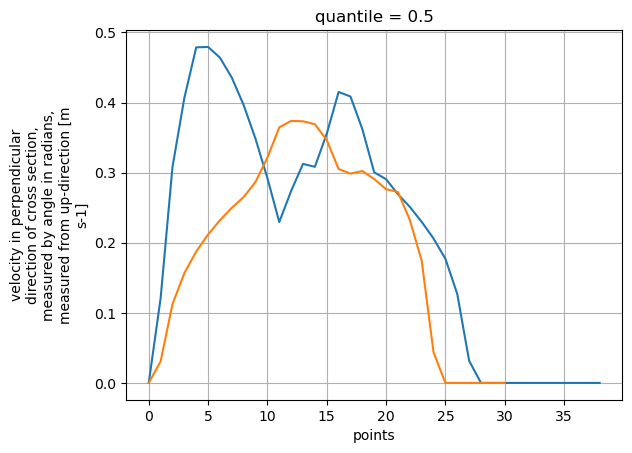 quantile = 0.5
velocity in perpendicular
direction of cross section,
measured by angle in radians,
measured from up-direction [m
s-1]
0.5
0.4
0.3
0.2
0.1
0.0
0 5 10 15 20 25 30 35
points